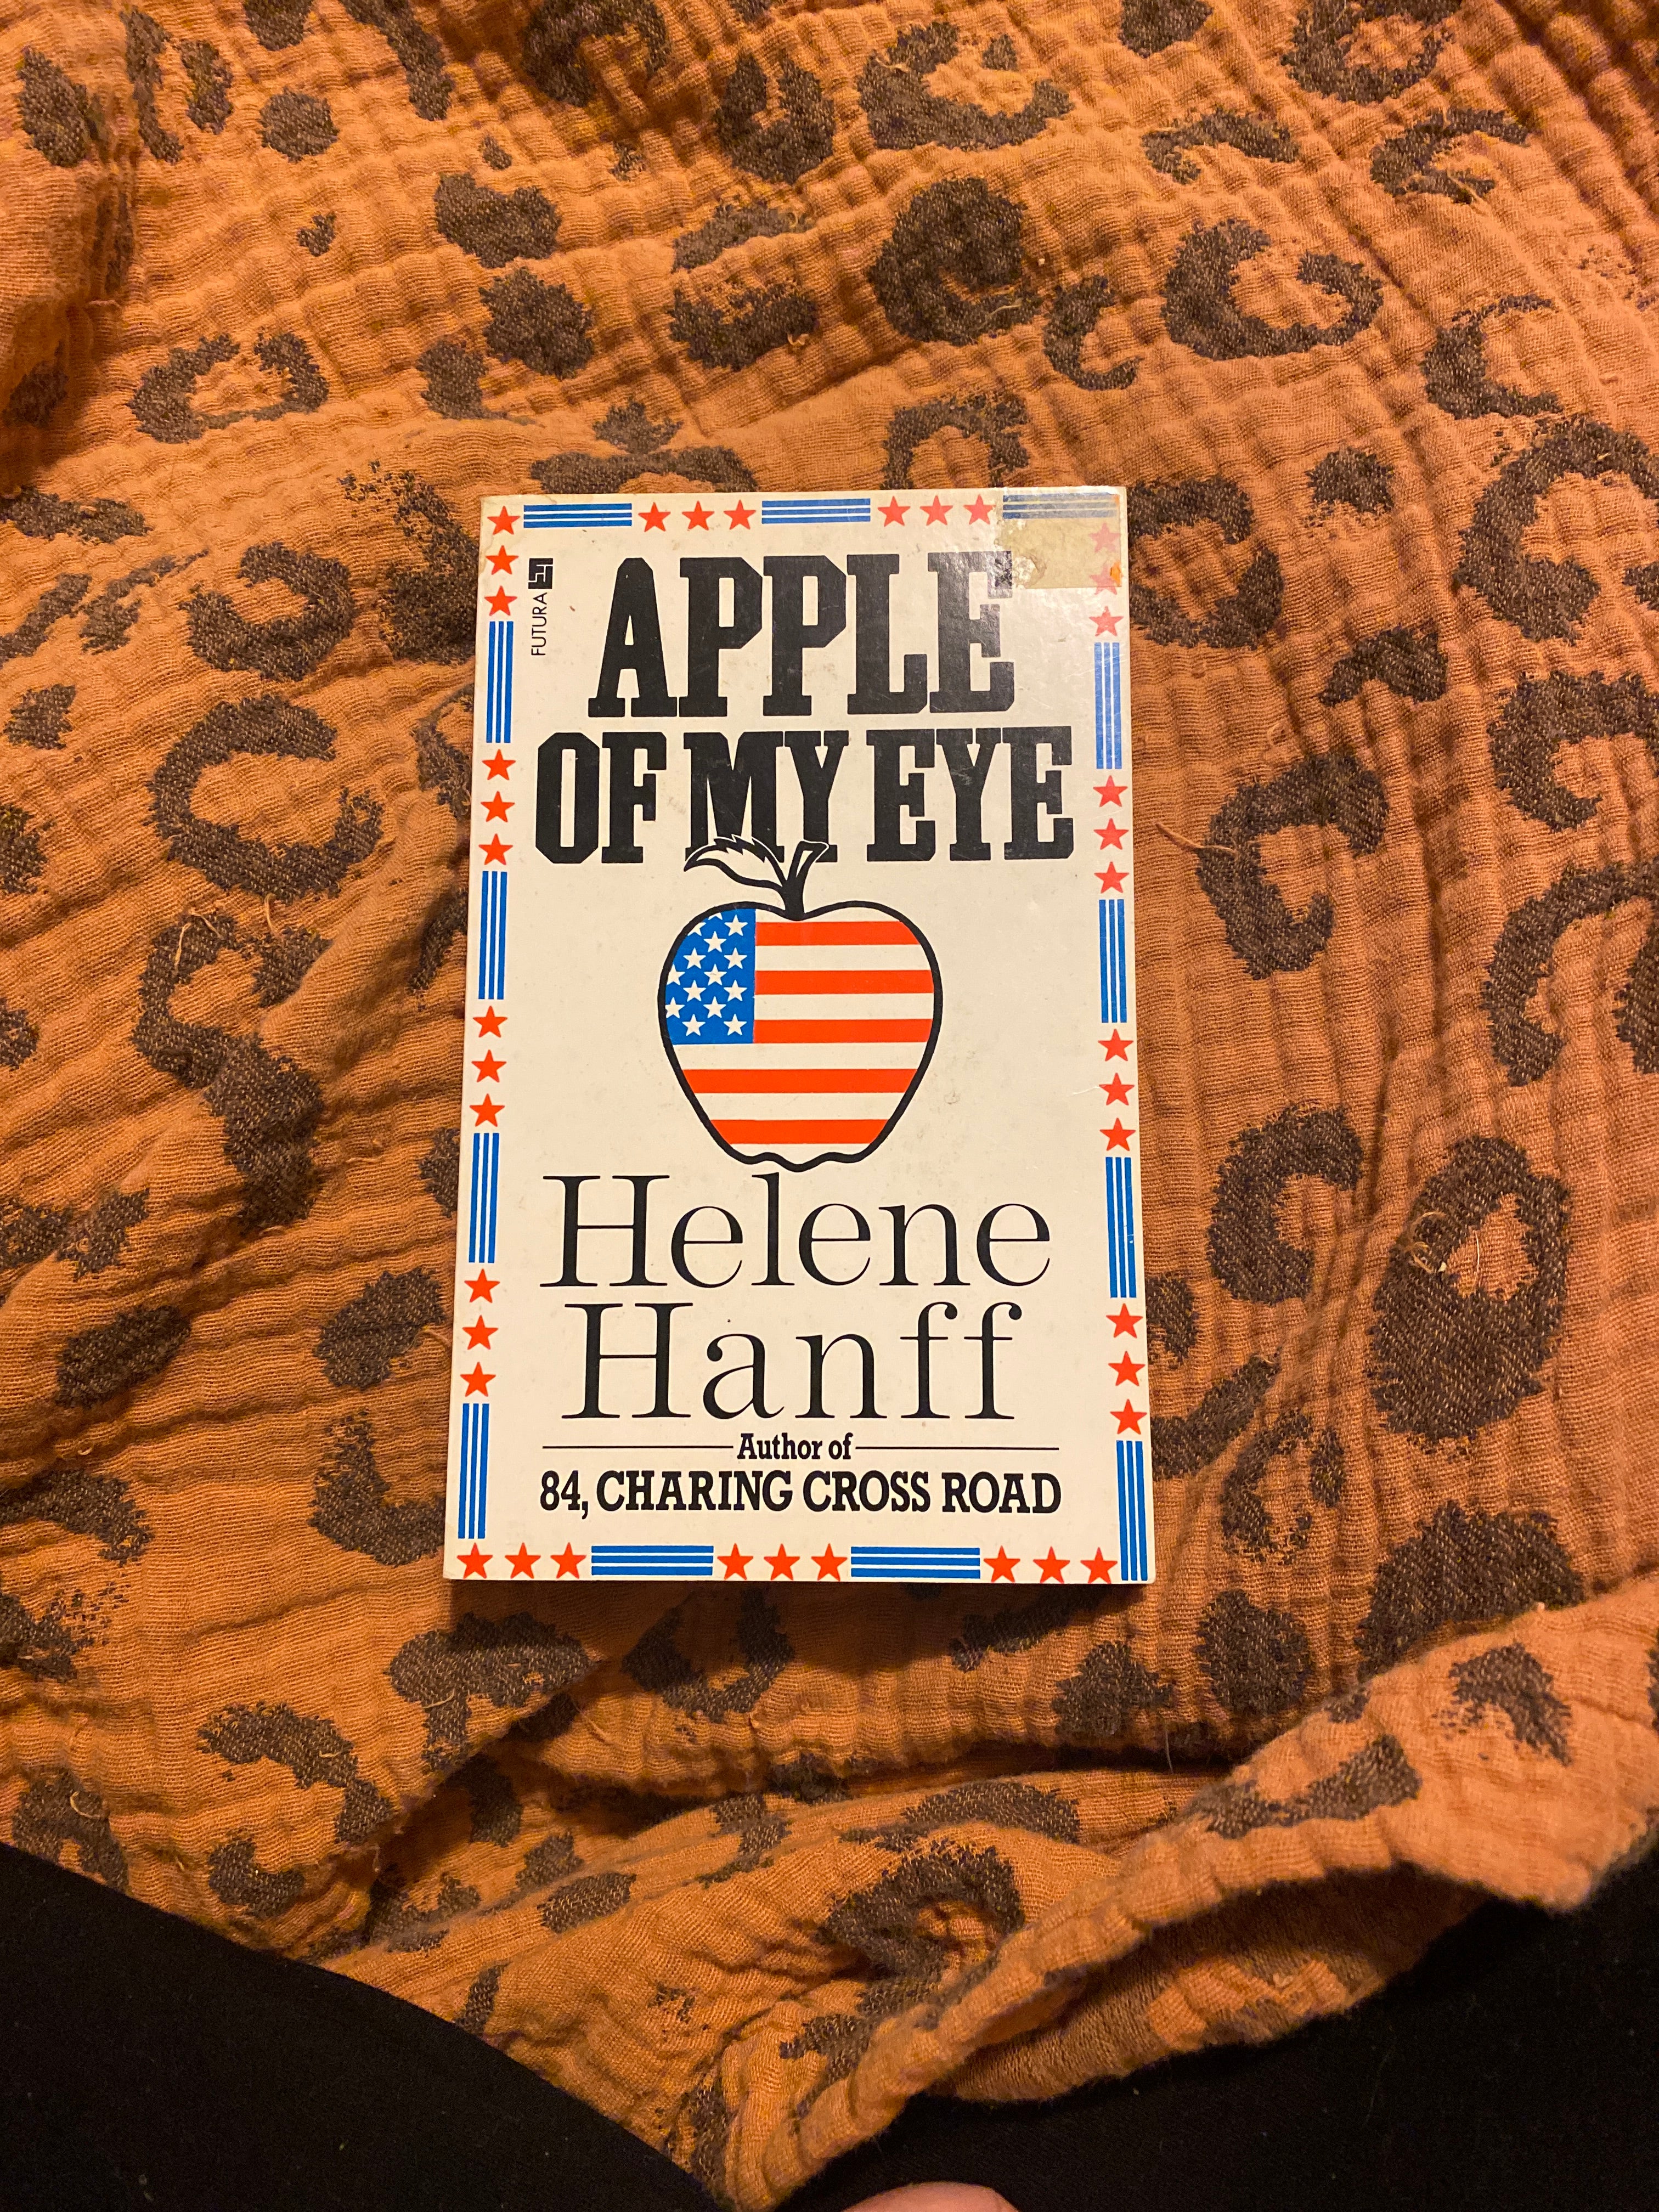 FUTURA
APPLE
OF MY EYE
Helene
Hanff
Author of
84, CHARING CROSS ROAD